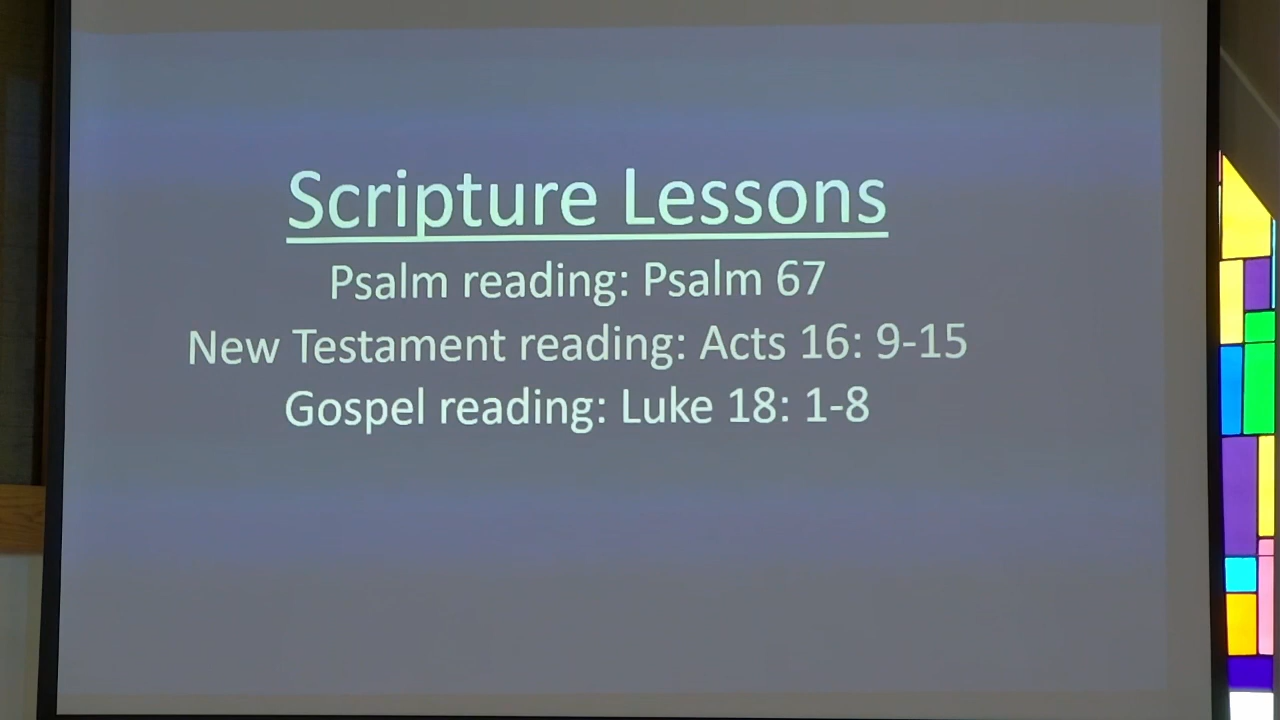 Scripture Lessons
Psalm reading: Psalm 67
New Testament reading: Acts 16: 9-15
Gospel reading: Luke 18: 1-8